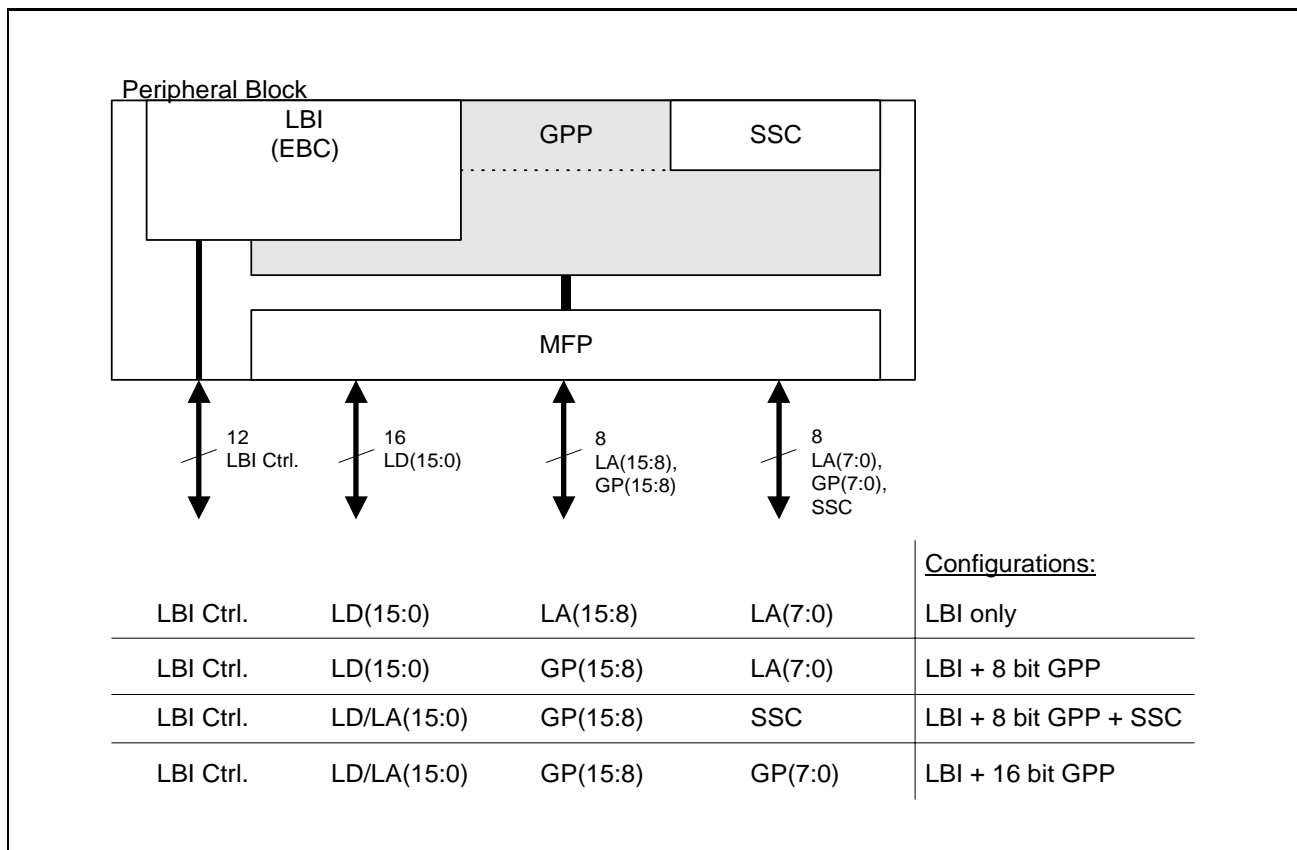 Peripheral Block
LBI
(EBC)
GPP
SSC
MFP
12
LBI Ctrl.
16
LD(15:0)
8
LA(15:8),
GP(15:8)
8
LA(7:0),
GP(7:0),
SSC
Configurations:
LBI Ctrl. LD(15:0) LA(15:8) LA(7:0) LBI only
LBI Ctrl. LD(15:0) GP(15:8) LA(7:0) LBI + 8 bit GPP
LBI Ctrl. LD/LA(15:0) GP(15:8) SSC LBI + 8 bit GPP + SSC
LBI Ctrl. LD/LA(15:0) GP(15:8) GP(7:0) LBI + 16 bit GPP